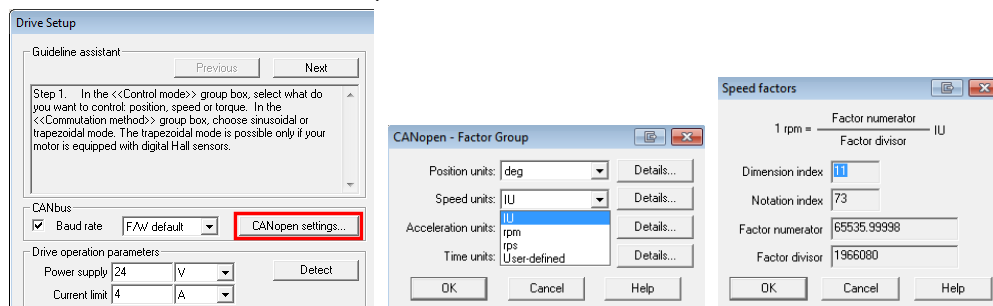 Drive Setup
Guideline assistant
Previous
Next
Step 1. In the <<Control mode>> group box, select what do
you want to control: position, speed or torque. In the
<<Commutation method>> group box, choose sinusoidal or
trapezoidal mode. The trapezoidal mode is possible only if your
motor is equipped with digital Hall sensors.
CANbus
Baud rate F/W default CANopen settings...
Drive operation parameters
Power supply 24 V Detect
Current limit 4 A
CANopen - Factor Group
Position units: deg Details...
Speed units: IU Details...
IU
Acceleration units: rpm Details...
rps
Time units: User-defined Details...
OK Cancel Help
Speed factors
1 rpm = Factor numerator
Factor divisor IU
Dimension index 11
Notation index 73
Factor numerator 65535.99998
Factor divisor 1966080
OK Cancel Help